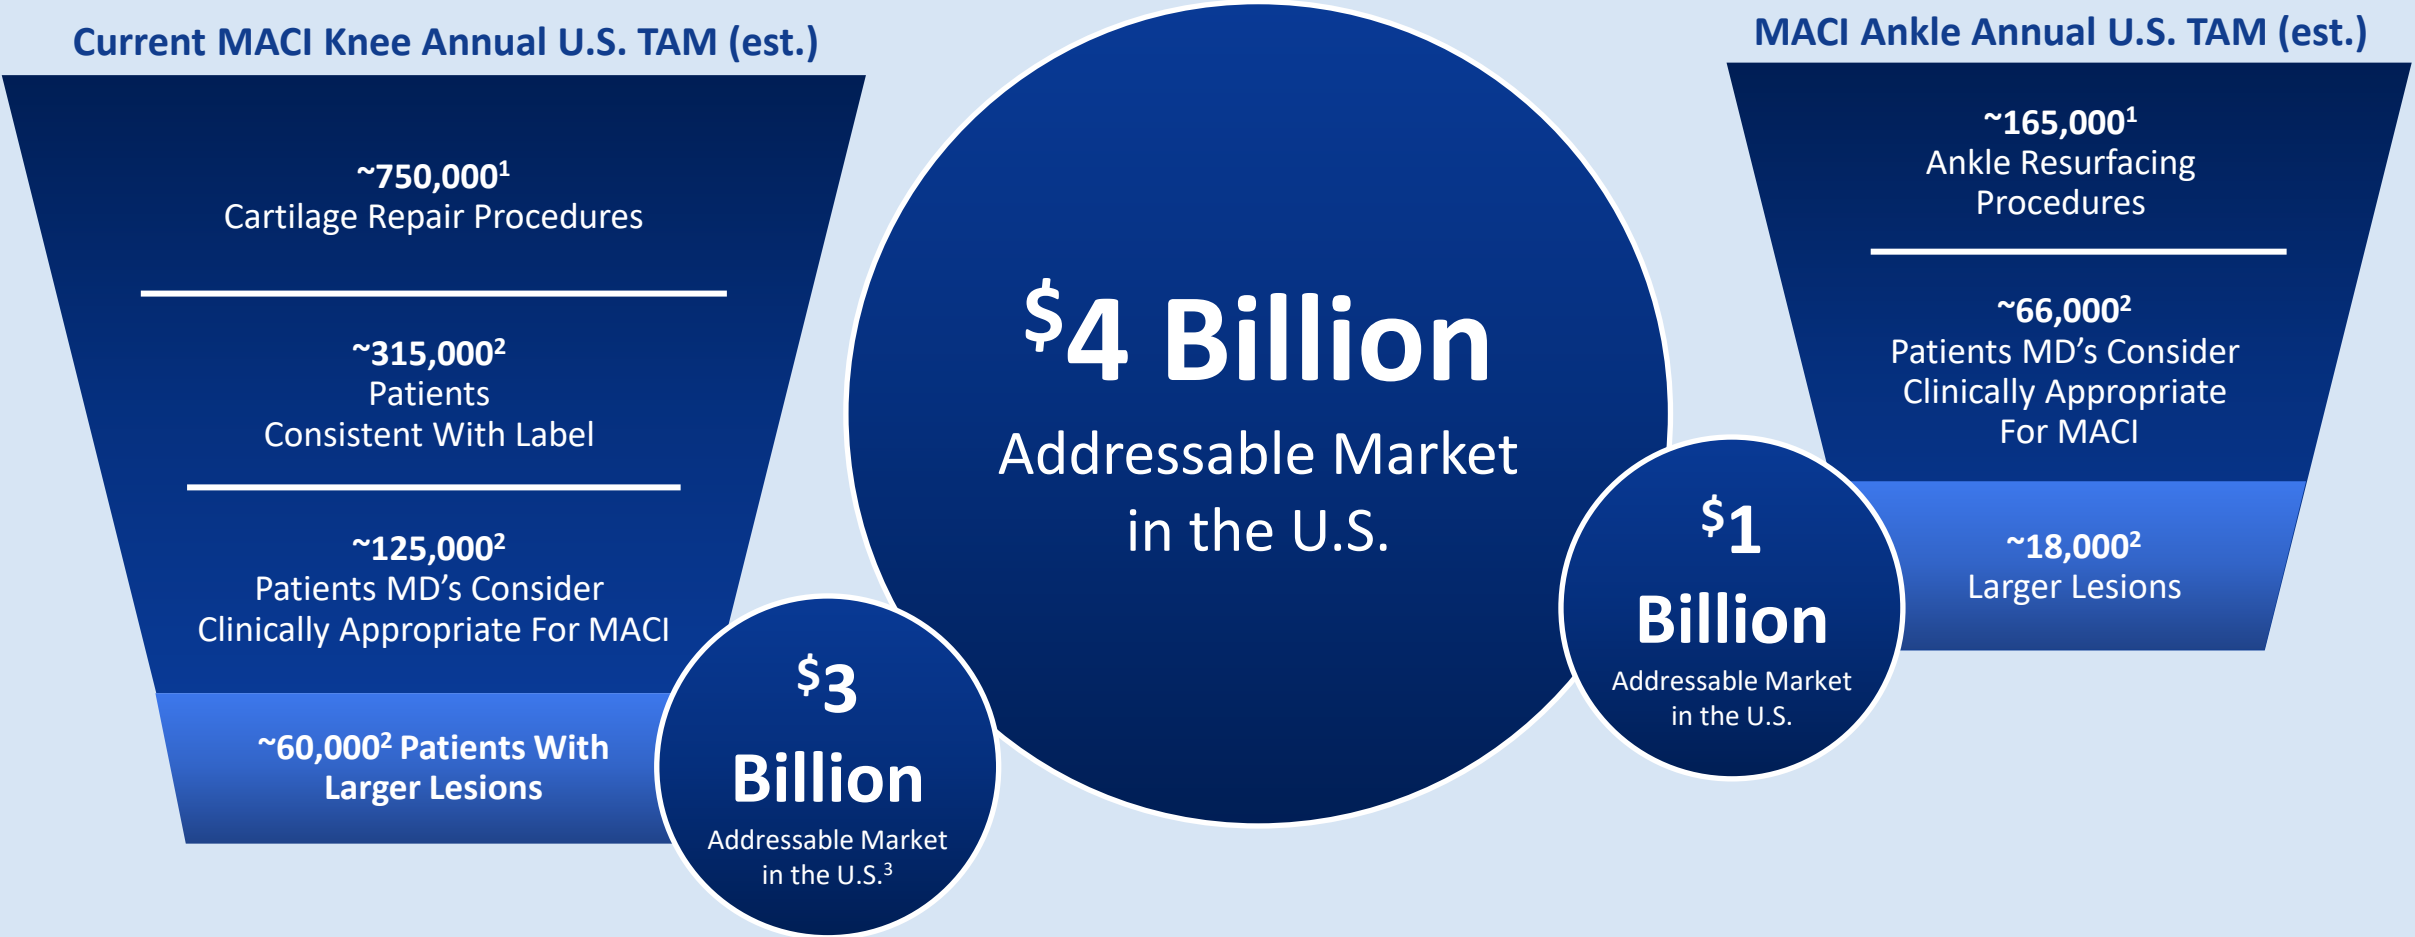 Current MACI Knee Annual U.S. TAM (est.)
~750,000¹
Cartilage Repair Procedures
~315,000²
Patients
Consistent With Label
~125,000²
Patients MD’s Consider
Clinically Appropriate For MACI
~60,000² Patients With
Larger Lesions
$3
Billion
Addressable Market
in the U.S.³
$4 Billion
Addressable Market
in the U.S.
MACI Ankle Annual U.S. TAM (est.)
~165,000¹
Ankle Resurfacing
Procedures
~66,000²
Patients MD’s Consider
Clinically Appropriate
For MACI
~18,000²
Larger Lesions
$1
Billion
Addressable Market
in the U.S.